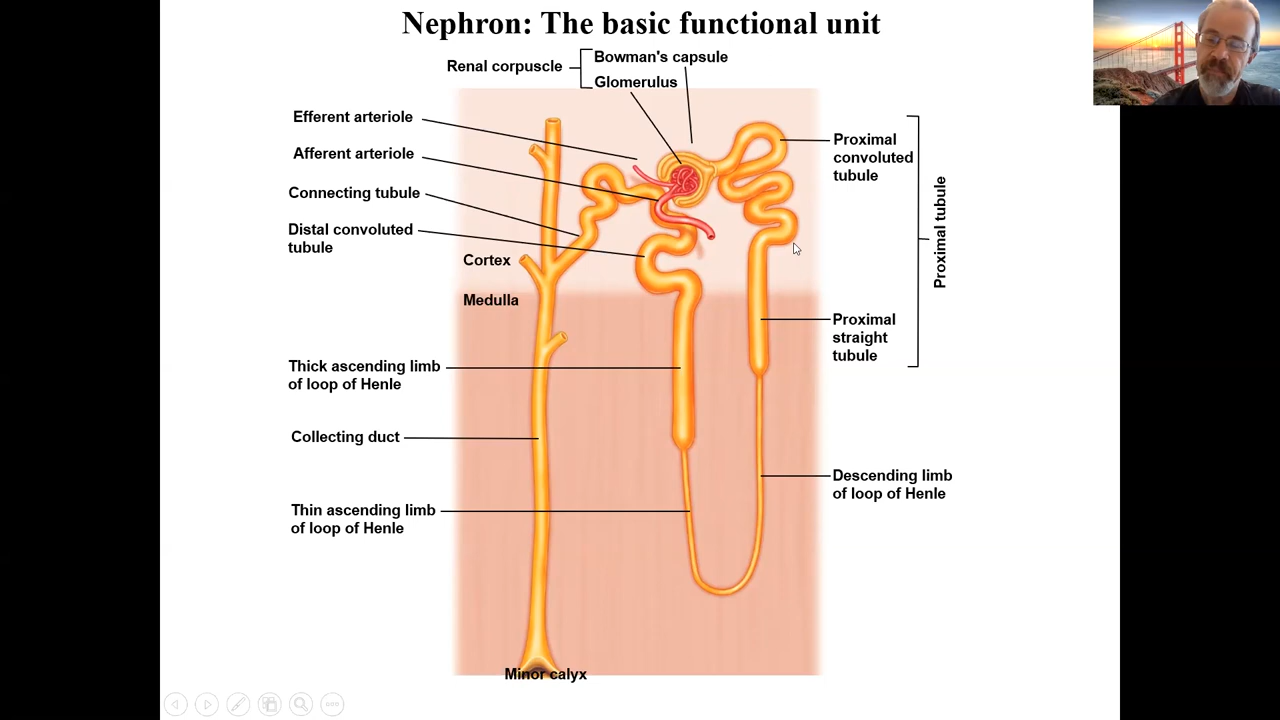 Nephron: The basic functional unit
Renal corpuscle
Bowman's capsule
Glomerulus
Efferent arteriole
Afferent arteriole
Connecting tubule
Distal convoluted
tubule
Cortex
Medulla
Thick ascending limb
of loop of Henle
Collecting duct
Thin ascending limb
of loop of Henle
Minor calyx
Proximal
convoluted
tubule
Proximal tubule
Proximal
straight
tubule
Descending limb
of loop of Henle